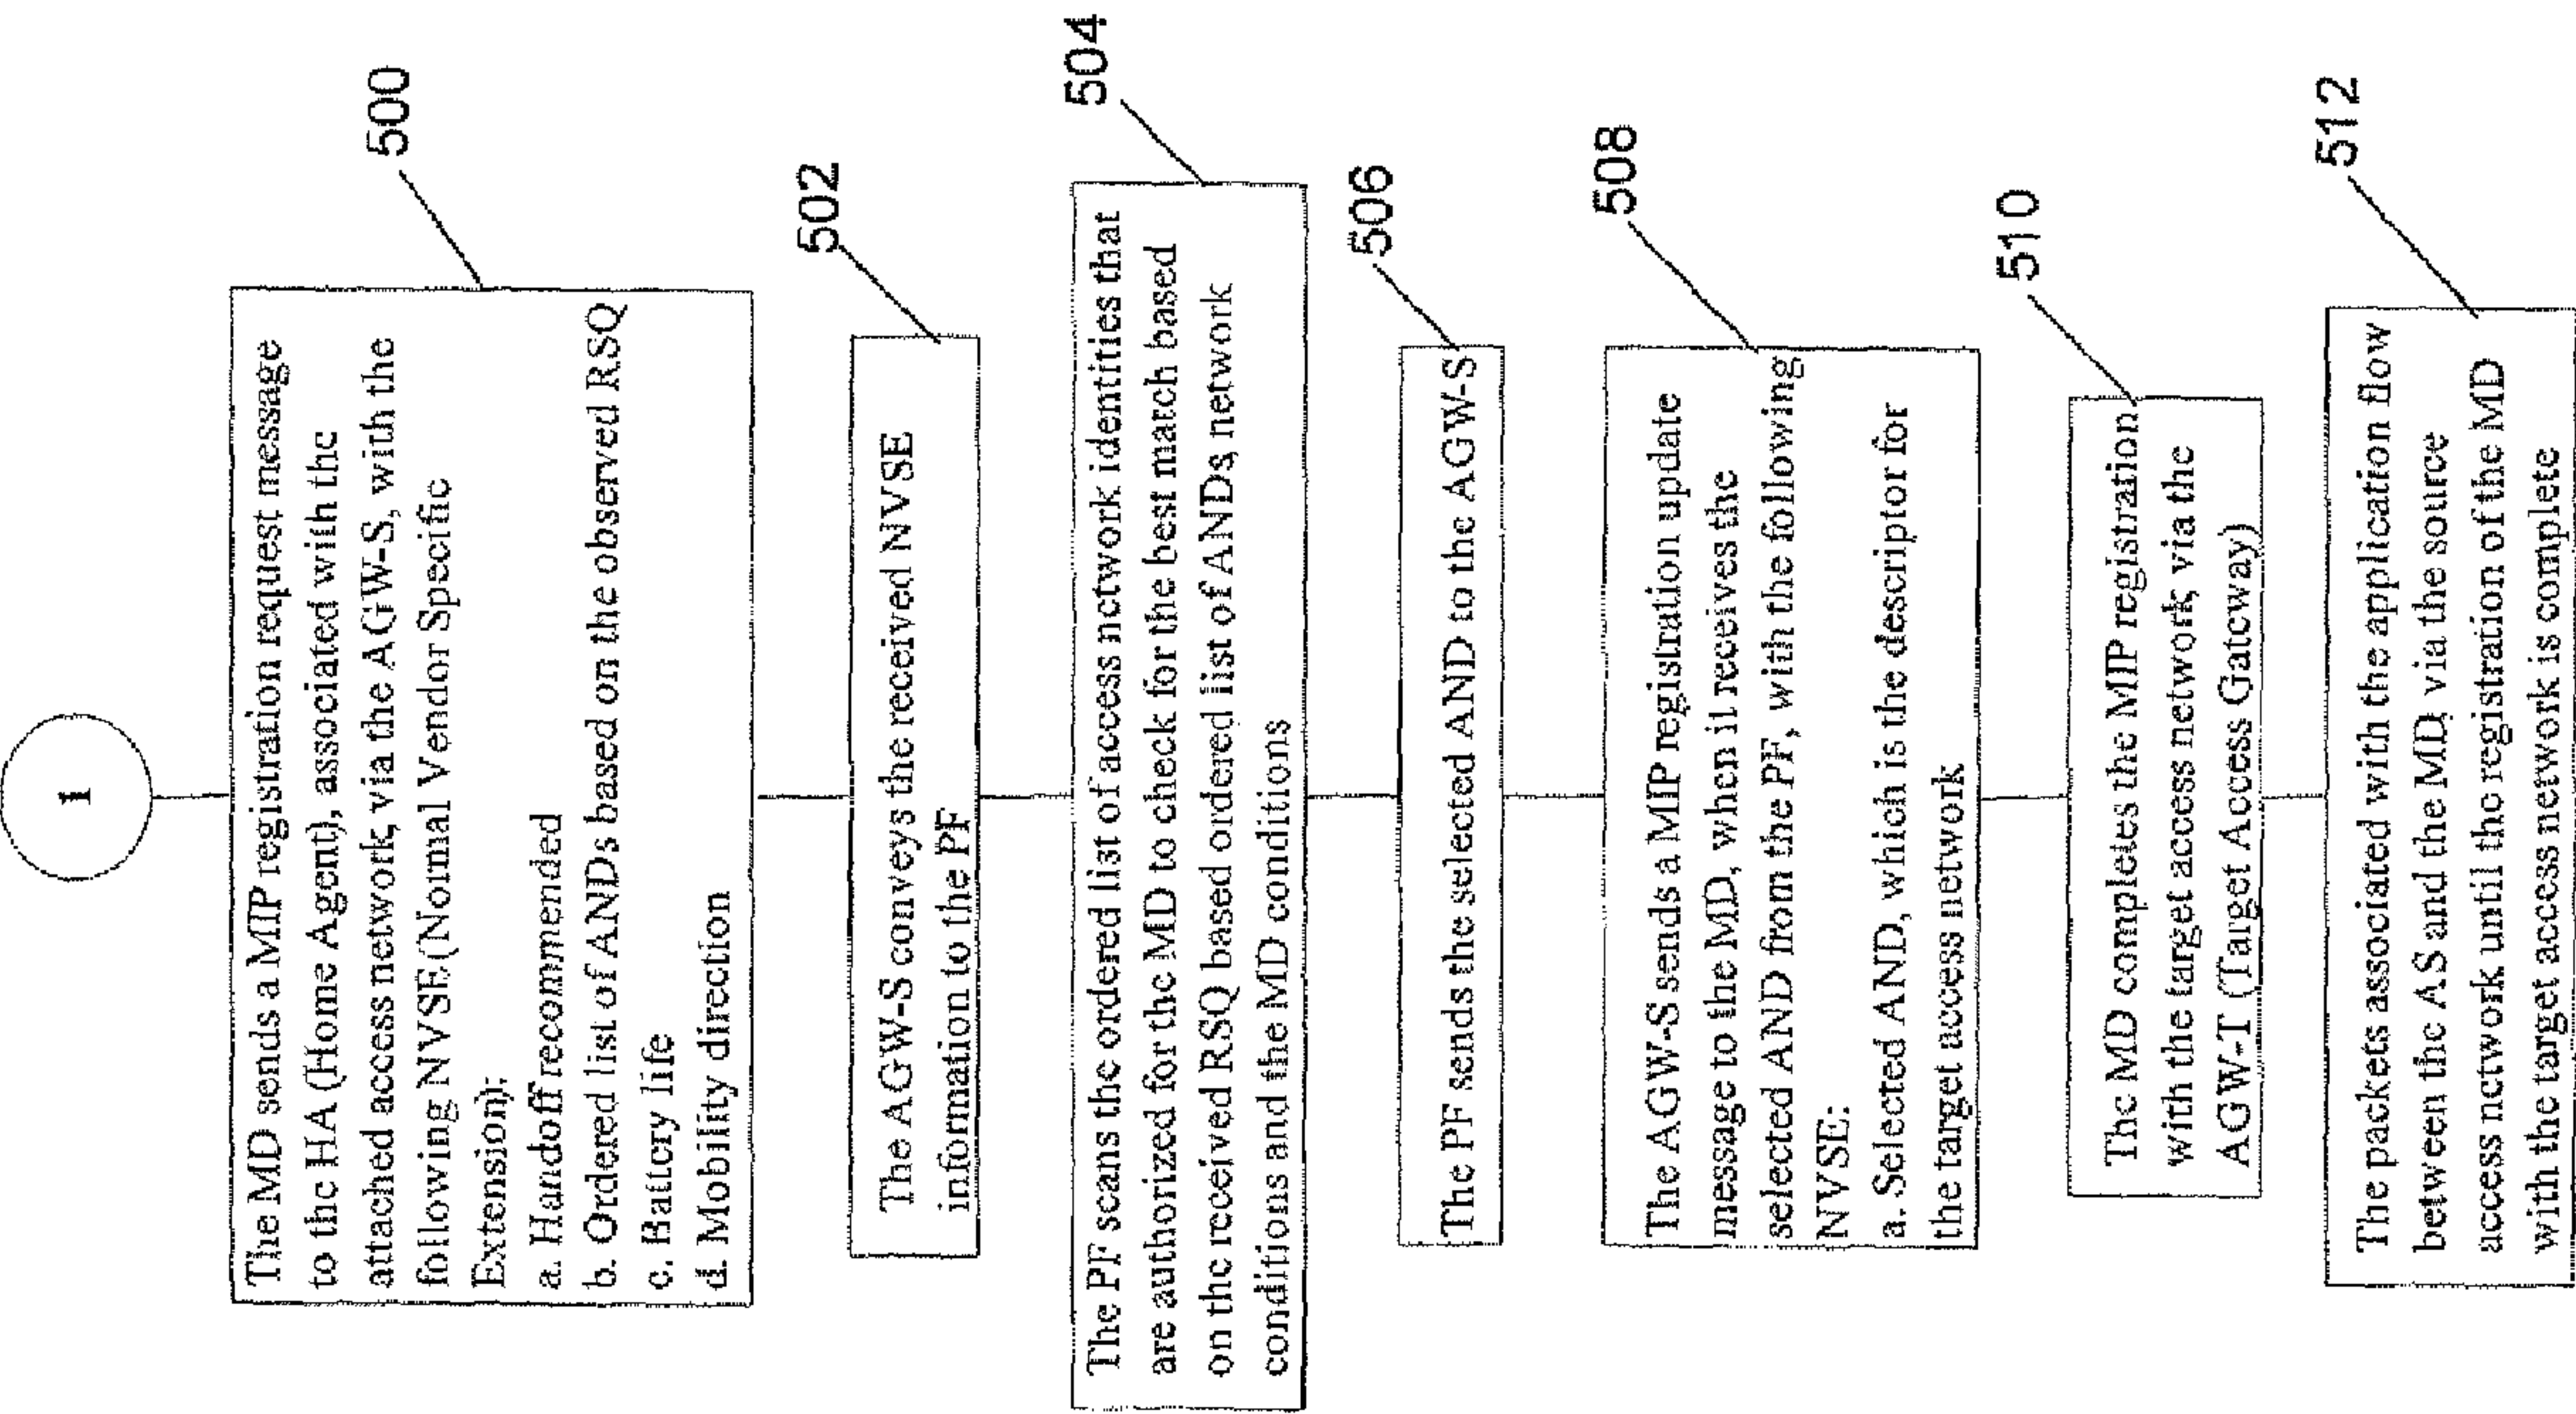 1
500
The MD sends a MIP registration request message
to the HA (Home Agent), associated with the
attached access network, via the AGW-S, with the
following NVSE (Normal Vendor Specific
Extension):
a. Handoff recommended
b. Ordered list of ANDs based on the observed RSQ
c. Battery life
d. Mobility direction
502
The AGW-S conveys the received NVSE
information to the PF
504
The PF scans the ordered list of access network identities that
are authorized for the MD to check for the best match based
on the received RSQ based ordered list of ANDs, network
conditions and the MD conditions
506
The PF sends the selected AND to the AGW-S
508
The AGW-S sends a MIP registration update
message to the MD, when it receives the
selected AND from the PF, with the following
NVSE:
a. Selected AND, which is the descriptor for
the target access network
510
The MD completes the MIP registration
with the target access network, via the
AGW-T (Target Access Gateway)
512
The packets associated with the application flow
between the AS and the MD, via the source
access network until the registration of the MD
with the target access network is complete